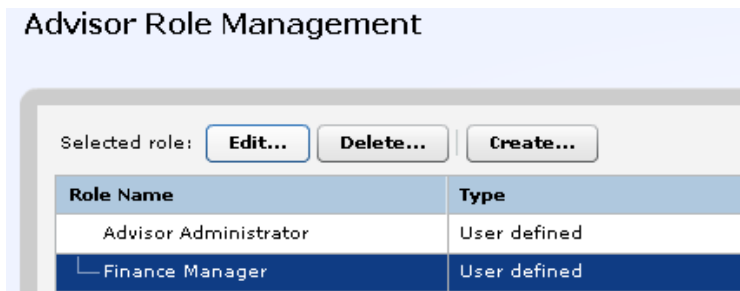 Advisor Role Management
Selected role: Edit... Delete... Create...
Role Name Type
Advisor Administrator User defined
Finance Manager User defined